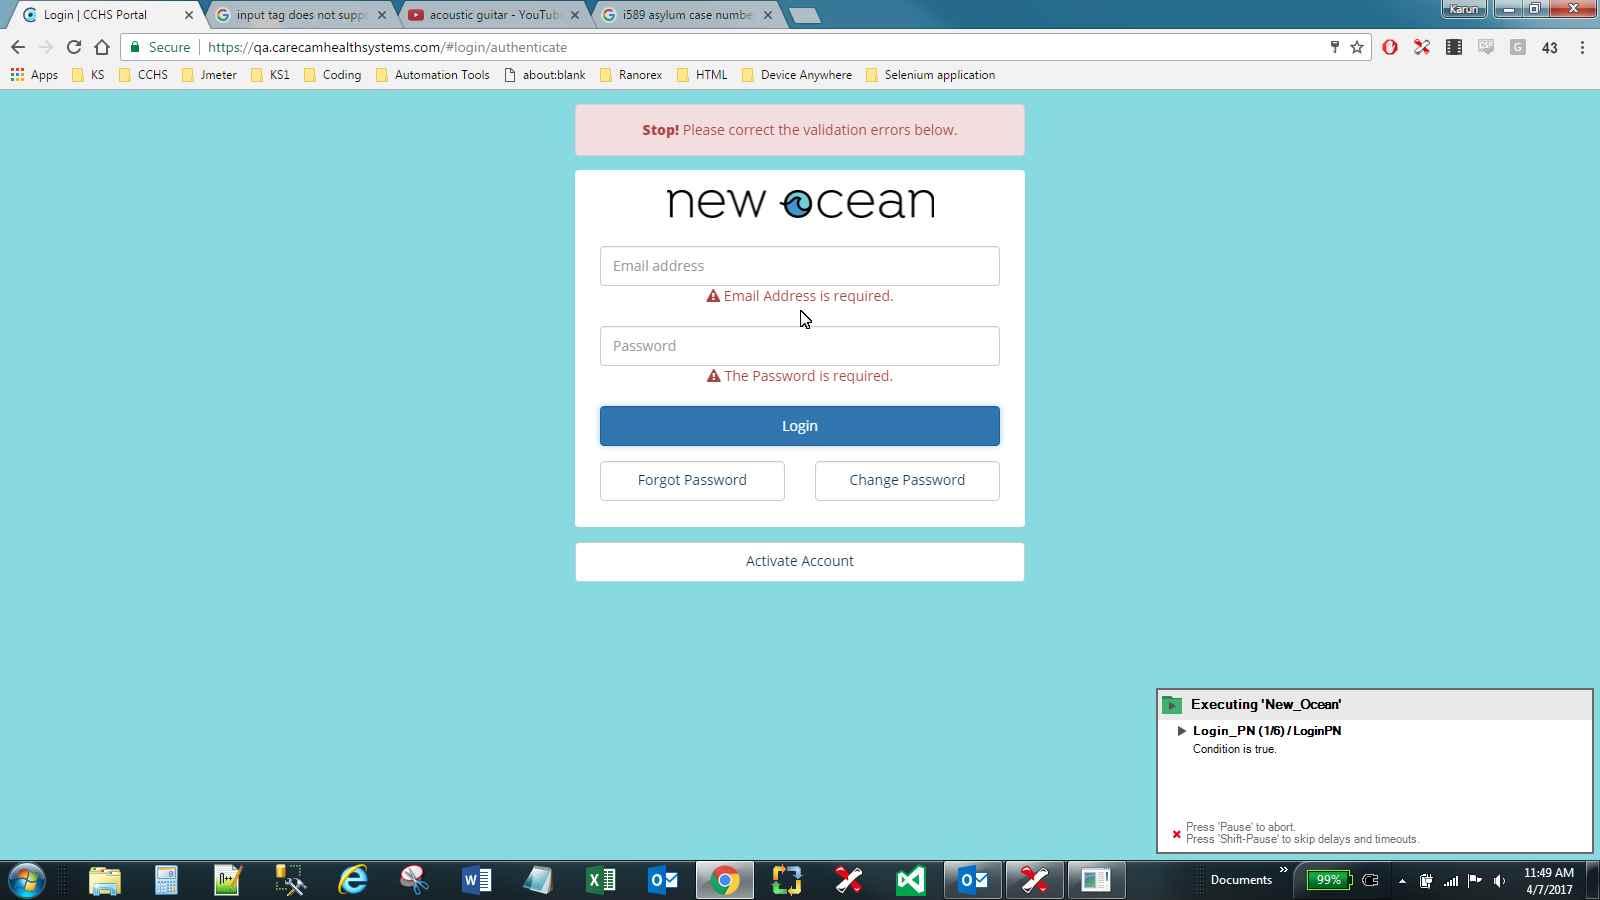 Login | CCHS Portal
input tag does not supp
acoustic guitar - YouTub
i589 asylum case numbe
Karun
Secure
https://qa.carecamhealthsystems.com/#login/authenticate
43
Apps
KS
CCHS
Jmeter
KS1
Coding
Automation Tools
about:blank
Ranorex
HTML
Device Anywhere
Selenium application
Stop! Please correct the validation errors below.
new ocean
Email address
Email Address is required.
Password
The Password is required.
Login
Forgot Password
Change Password
Activate Account
Executing 'New_Ocean'
Login_PN (1/6) / LoginPN
Condition is true.
Press 'Pause' to abort.
Press 'Shift-Pause' to skip delays and timeouts.
Documents
99%
11:49 AM
4/7/2017